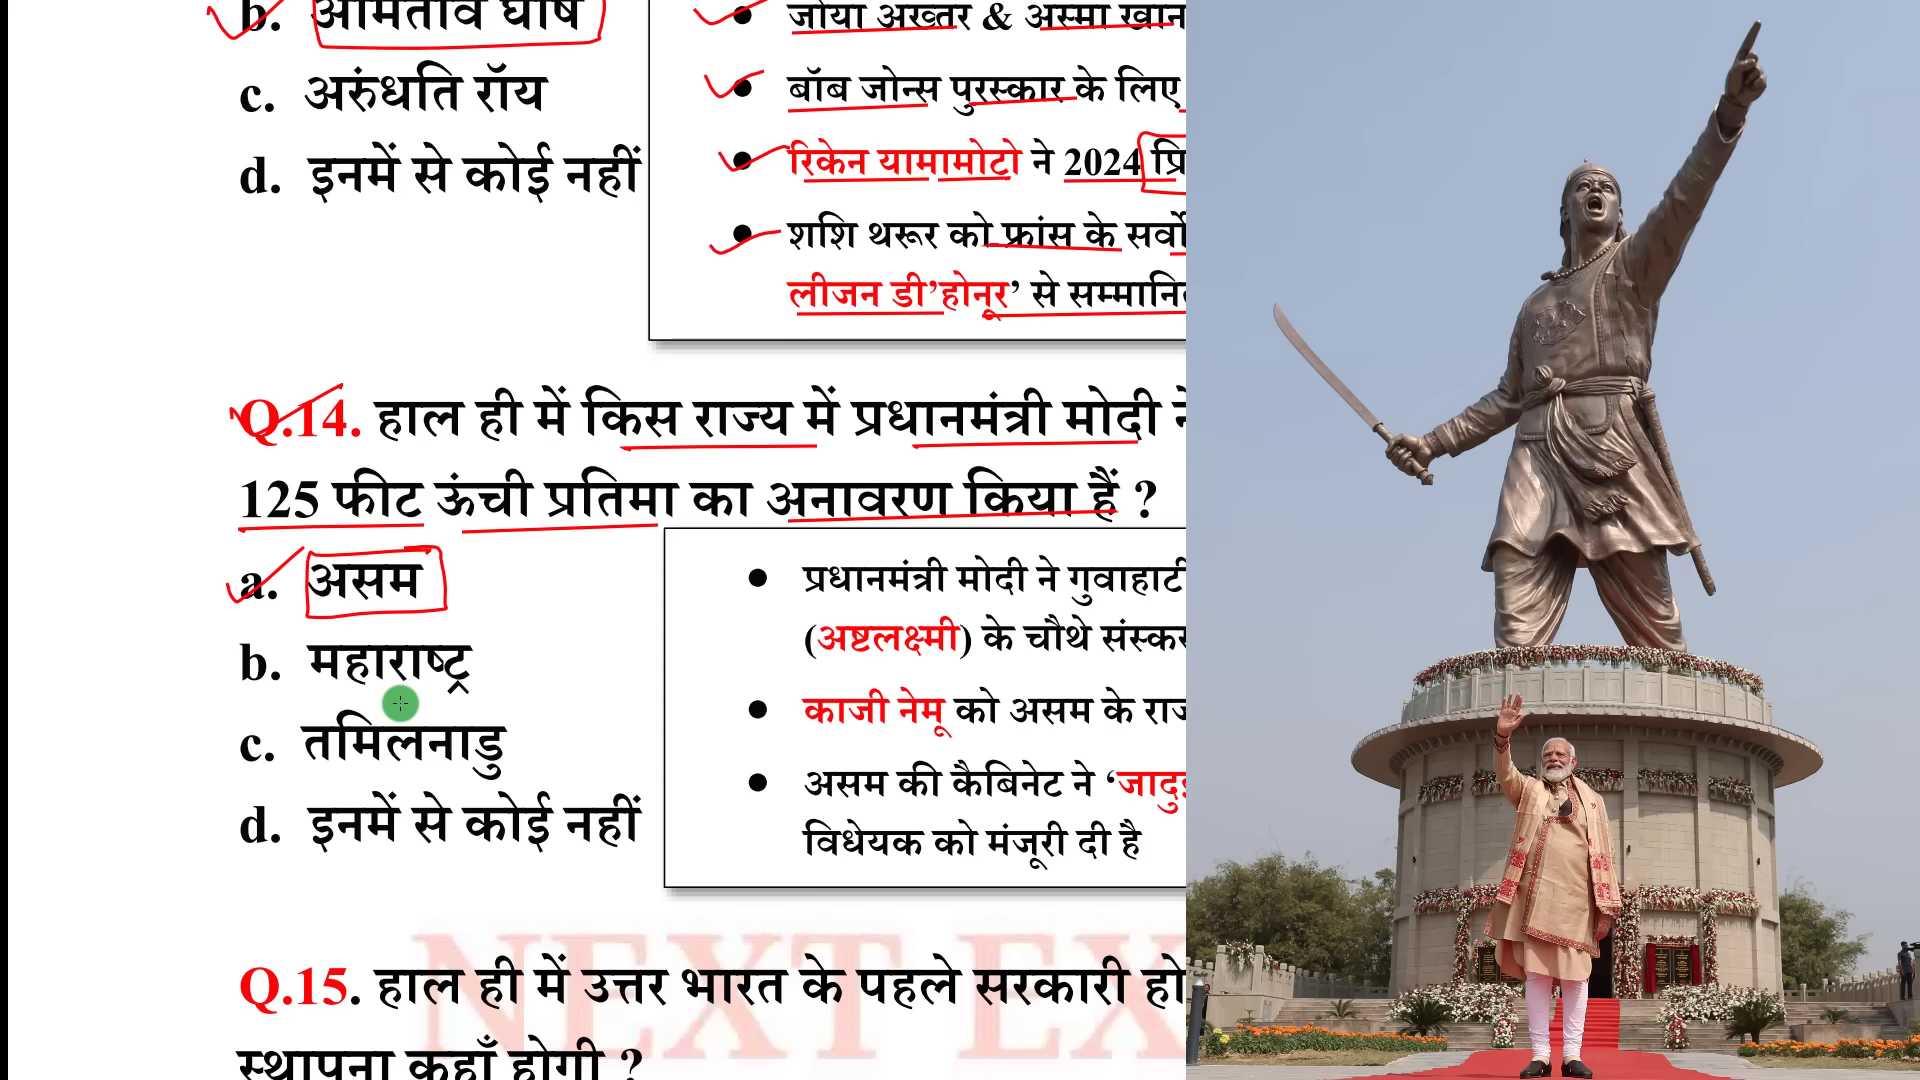 b. अमिताव घोष
c. अरुंधति रॉय
d. इनमें से कोई नहीं
जोया अख्तर & अस्मा खान
बॉब जोन्स पुरस्कार के लिए
रिकेन यामामोटो ने 2024 प्रि
शशि थरूर को फ्रांस के सर्वो
लीजन डी’होनूर’ से सम्मानित
Q.14. हाल ही में किस राज्य में प्रधानमंत्री मोदी ने
125 फीट ऊंची प्रतिमा का अनावरण किया हैं ?
a. असम
b. महाराष्ट्र
c. तमिलनाडु
d. इनमें से कोई नहीं
प्रधानमंत्री मोदी ने गुवाहाटी
(अष्टलक्ष्मी) के चौथे संस्कर
काजी नेमू को असम के राज
असम की कैबिनेट ने ‘जादुई
विधेयक को मंजूरी दी है
NEXT EX
Q.15. हाल ही में उत्तर भारत के पहले सरकारी हो
स्थापना कहाँ होगी ?